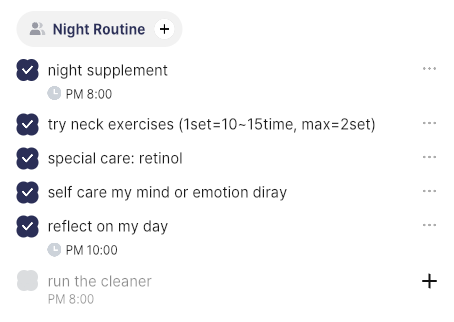 Night Routine
night supplement
PM 8:00
try neck exercises (1set=10~15time, max=2set)
special care: retinol
self care my mind or emotion diray
reflect on my day
PM 10:00
run the cleaner
PM 8:00